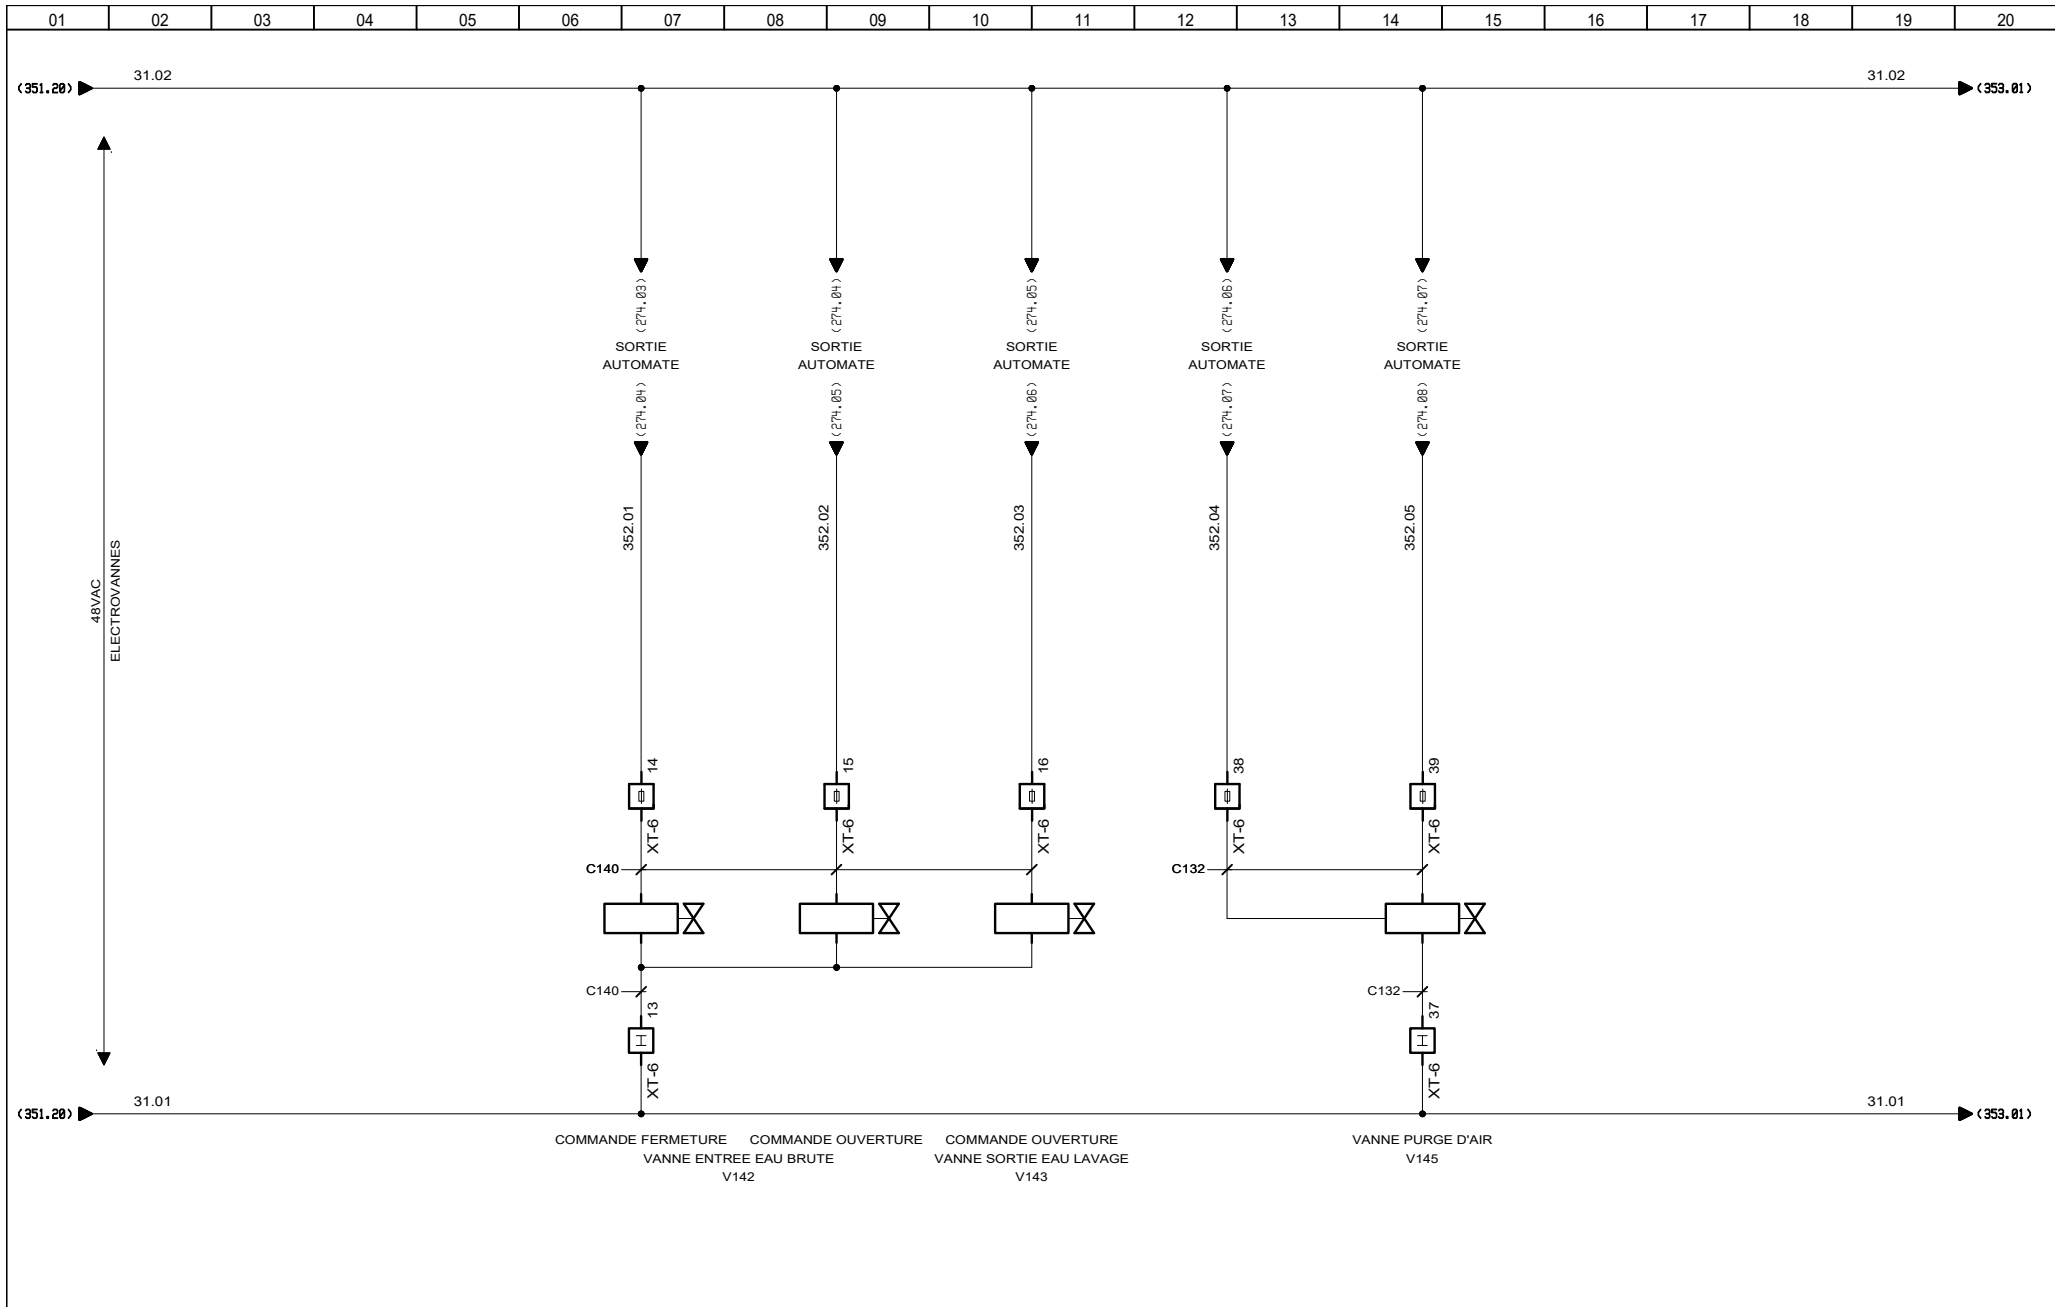 01 02 03 04 05 06 07 08 09 10 11 12 13 14 15 16 17 18 19 20
31.02 31.02
(351.20) (353.01)
(274.03) (274.04) (274.05) (274.06) (274.07)
SORTIE SORTIE SORTIE SORTIE SORTIE
AUTOMATE AUTOMATE AUTOMATE AUTOMATE AUTOMATE
(274.04) (274.05) (274.06) (274.07) (274.08)
352.01 352.02 352.03 352.04 352.05
48VAC
ELECTROVANNES
14 15 16 38 39
XT-6 XT-6 XT-6 XT-6 XT-6
C140 C132
C140 C132
13 37
XT-6 XT-6
31.01 31.01
(351.20) (353.01)
COMMANDE FERMETURE COMMANDE OUVERTURE COMMANDE OUVERTURE VANNE PURGE D'AIR
VANNE ENTREE EAU BRUTE VANNE SORTIE EAU LAVAGE V145
V142 V143